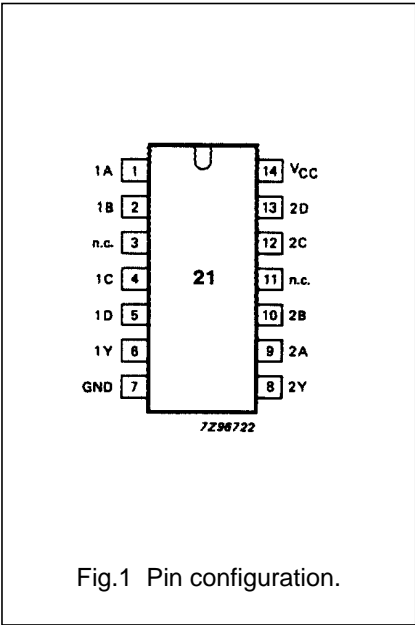 1A 1 14 VCC
1B 2 13 2D
n.c. 3 12 2C
1C 4 21 11 n.c.
1D 5 10 2B
1Y 6 9 2A
GND 7 8 2Y
7Z96722
Fig.1 Pin configuration.